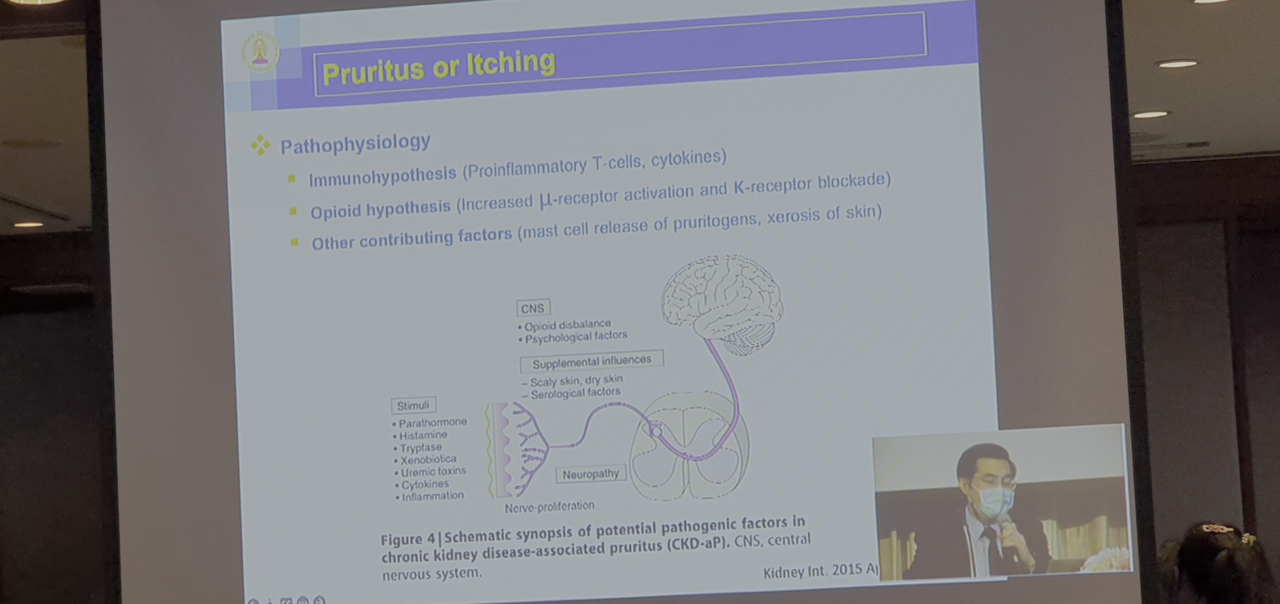 Pruritus or Itching
Pathophysiology
Immunohypothesis (Proinflammatory T-cells, cytokines)
Opioid hypothesis (Increased μ-receptor activation and K-receptor blockade)
Other contributing factors (mast cell release of pruritogens, xerosis of skin)
CNS
• Opioid disbalance
• Psychological factors
Supplemental influences
– Scaly skin, dry skin
– Serological factors
Stimuli
• Parathormone
• Histamine
• Tryptase
• Xenobiotica
• Uremic toxins
• Cytokines
• Inflammation
Neuropathy
Nerve-proliferation
Figure 4 | Schematic synopsis of potential pathogenic factors in
chronic kidney disease-associated pruritus (CKD-aP). CNS, central
nervous system.
Kidney Int. 2015